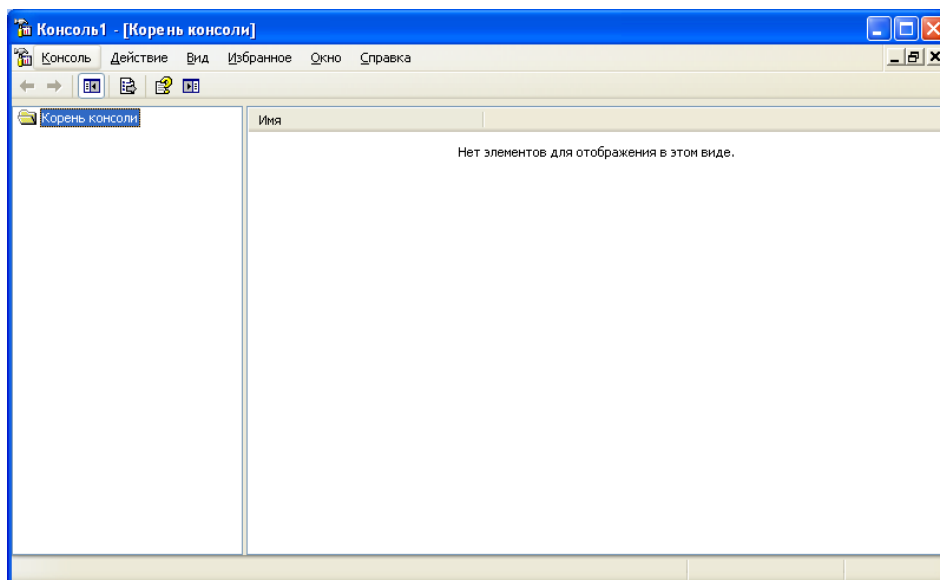 Консоль1 - [Корень консоли]
Консоль Действие Вид Избранное Окно Справка
Корень консоли
Имя
Нет элементов для отображения в этом виде.